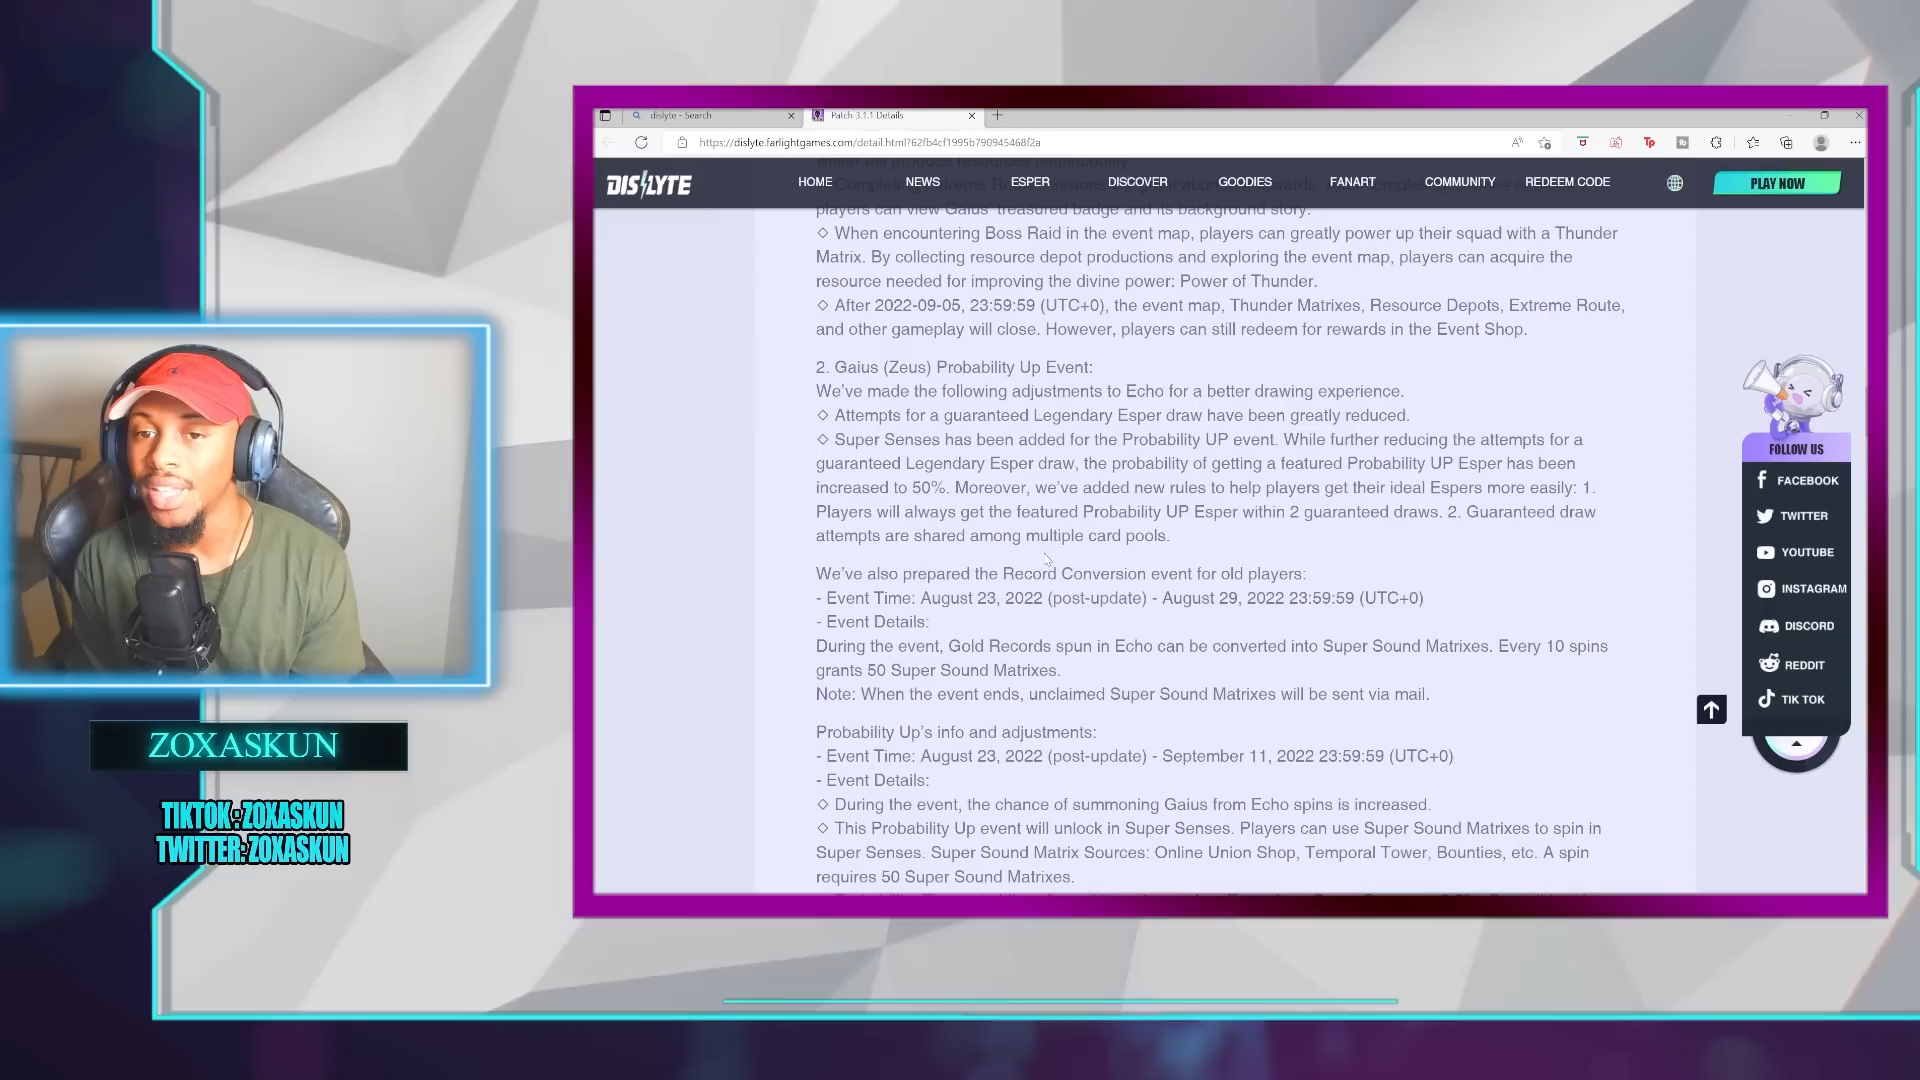 dislyte - Search
Patch 3.1.1 Details
https://dislyte.farlightgames.com/detail.html?62fb4cf1995b790945468f2a
which will produce resources continuously
DISLYTE
HOME
NEWS
ESPER
DISCOVER
GOODIES
FANART
COMMUNITY
REDEEM CODE
PLAY NOW
players can view Gaius' treasured badge and its background story.
◇ When encountering Boss Raid in the event map, players can greatly power up their squad with a Thunder
Matrix. By collecting resource depot productions and exploring the event map, players can acquire the
resource needed for improving the divine power: Power of Thunder.
◇ After 2022-09-05, 23:59:59 (UTC+0), the event map, Thunder Matrixes, Resource Depots, Extreme Route,
and other gameplay will close. However, players can still redeem for rewards in the Event Shop.
2. Gaius (Zeus) Probability Up Event:
We've made the following adjustments to Echo for a better drawing experience.
◇ Attempts for a guaranteed Legendary Esper draw have been greatly reduced.
◇ Super Senses has been added for the Probability UP event. While further reducing the attempts for a
guaranteed Legendary Esper draw, the probability of getting a featured Probability UP Esper has been
increased to 50%. Moreover, we've added new rules to help players get their ideal Espers more easily: 1.
Players will always get the featured Probability UP Esper within 2 guaranteed draws. 2. Guaranteed draw
attempts are shared among multiple card pools.
We've also prepared the Record Conversion event for old players:
- Event Time: August 23, 2022 (post-update) - August 29, 2022 23:59:59 (UTC+0)
- Event Details:
During the event, Gold Records spun in Echo can be converted into Super Sound Matrixes. Every 10 spins
grants 50 Super Sound Matrixes.
Note: When the event ends, unclaimed Super Sound Matrixes will be sent via mail.
Probability Up's info and adjustments:
- Event Time: August 23, 2022 (post-update) - September 11, 2022 23:59:59 (UTC+0)
- Event Details:
◇ During the event, the chance of summoning Gaius from Echo spins is increased.
◇ This Probability Up event will unlock in Super Senses. Players can use Super Sound Matrixes to spin in
Super Senses. Super Sound Matrix Sources: Online Union Shop, Temporal Tower, Bounties, etc. A spin
requires 50 Super Sound Matrixes.
FOLLOW US
FACEBOOK
TWITTER
YOUTUBE
INSTAGRAM
DISCORD
REDDIT
TIK TOK
ZOXASKUN
TIKTOK:ZOXASKUN
TWITTER:ZOXASKUN